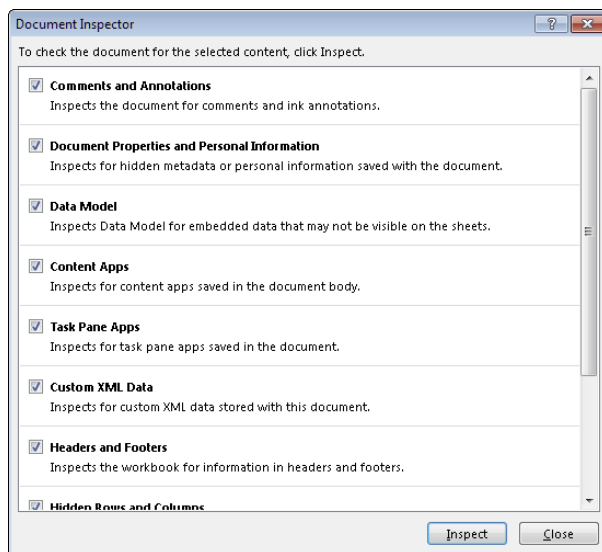 Document Inspector
To check the document for the selected content, click Inspect.
Comments and Annotations
Inspects the document for comments and ink annotations.
Document Properties and Personal Information
Inspects for hidden metadata or personal information saved with the document.
Data Model
Inspects Data Model for embedded data that may not be visible on the sheets.
Content Apps
Inspects for content apps saved in the document body.
Task Pane Apps
Inspects for task pane apps saved in the document.
Custom XML Data
Inspects for custom XML data stored with this document.
Headers and Footers
Inspects the workbook for information in headers and footers.
Hidden Rows and Columns
Inspect Close